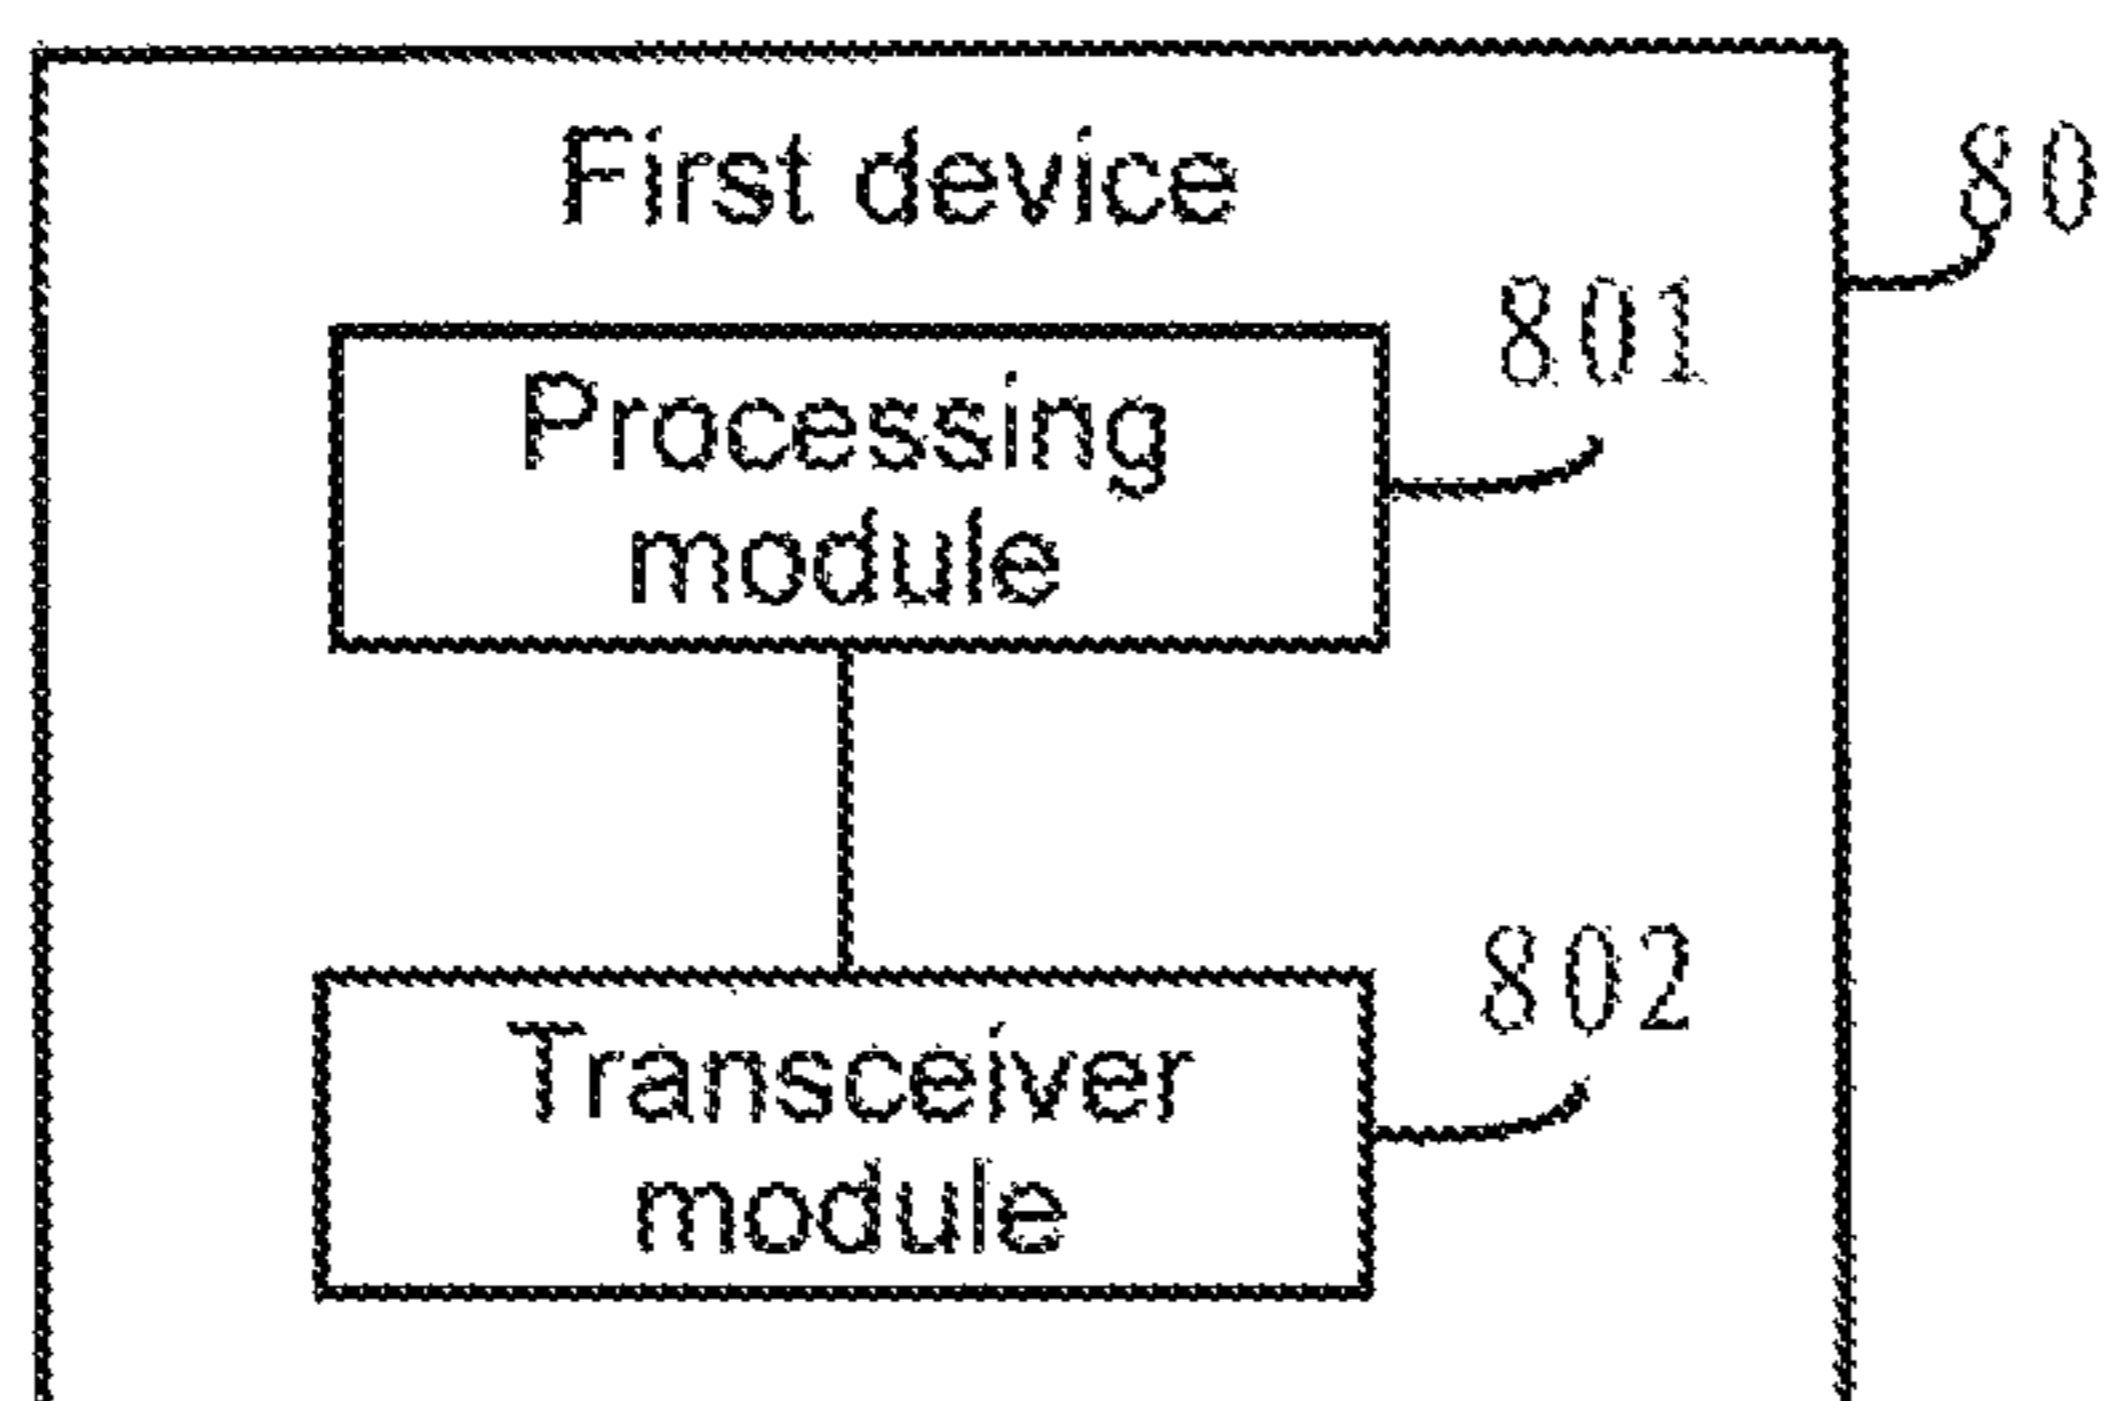 First device
80
801
Processing
module
802
Transceiver
module